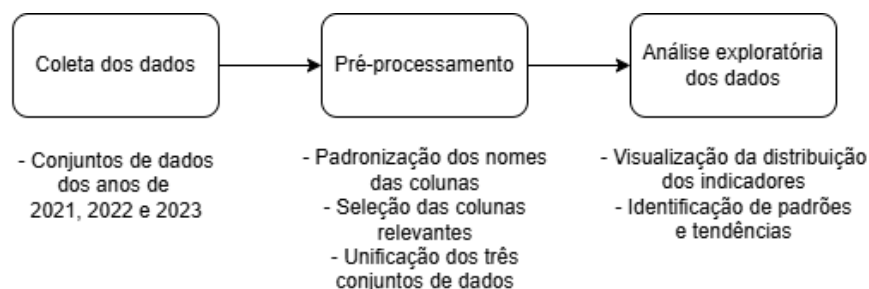 Coleta dos dados
Pré-processamento
Análise exploratória
dos dados
- Conjuntos de dados
dos anos de
2021, 2022 e 2023
- Padronização dos nomes
das colunas
- Seleção das colunas
relevantes
- Unificação dos três
conjuntos de dados
- Visualização da distribuição
dos indicadores
- Identificação de padrões
e tendências